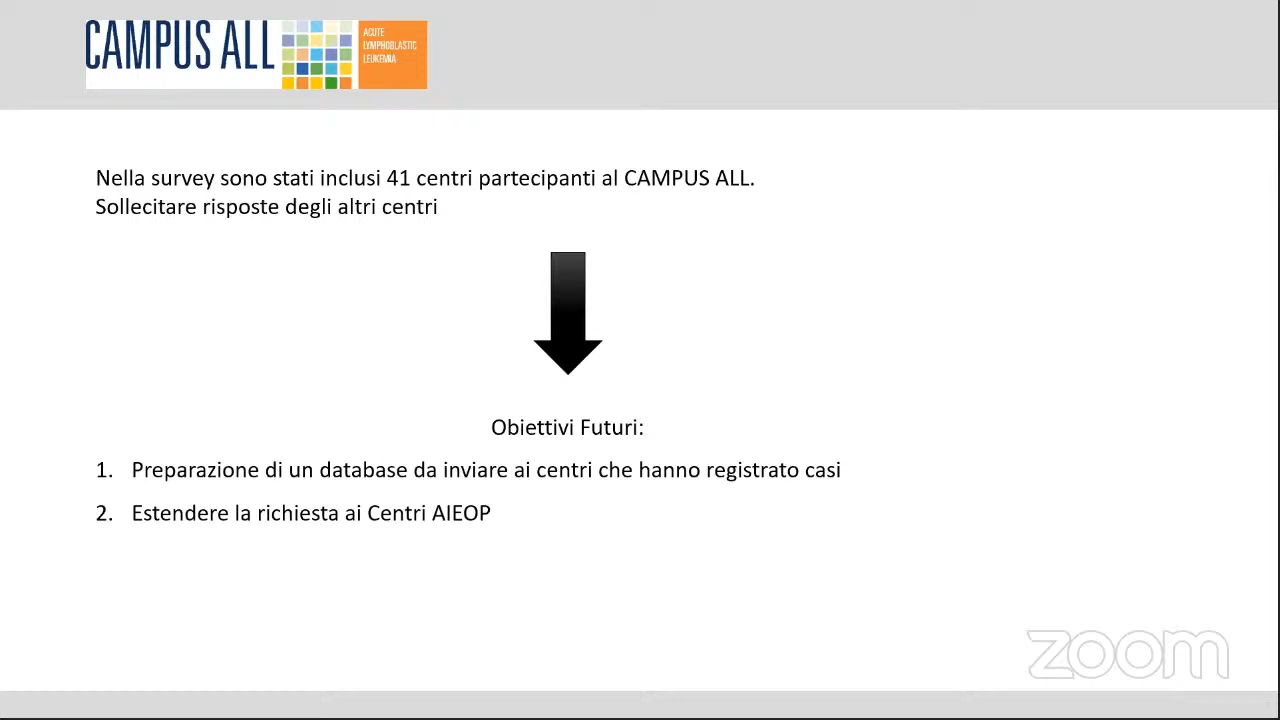 CAMPUS ALL
ACUTE
LYMPHOBLASTIC
LEUKEMIA
Nella survey sono stati inclusi 41 centri partecipanti al CAMPUS ALL.
Sollecitare risposte degli altri centri
Obiettivi Futuri:
1. Preparazione di un database da inviare ai centri che hanno registrato casi
2. Estendere la richiesta ai Centri AIEOP
zoom